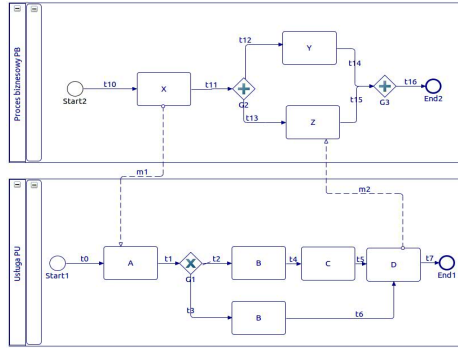 Proces biznesowy PB
t12
Y
t14
t10
X
t11
t16
Start2
G2
G3
End2
t13
Z
t15
m1
m2
Usługa PU
t0
A
t1
t2
B
t4
C
t5
D
t7
Start1
G1
End1
t3
B
t6